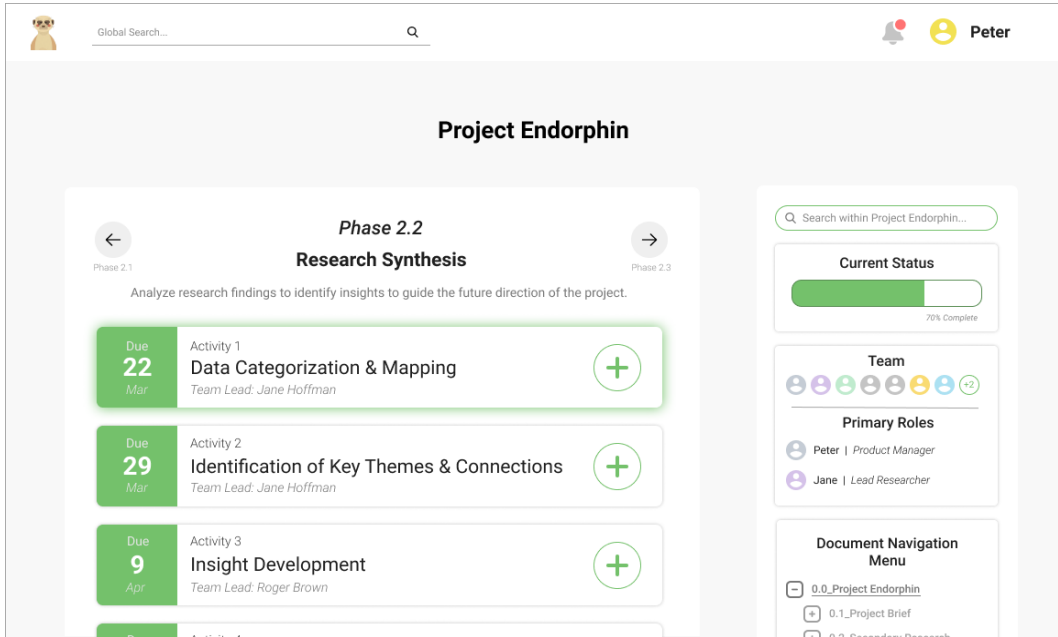 Global Search...
Peter
Project Endorphin
Phase 2.2
Phase 2.1
Research Synthesis
Phase 2.3
Analyze research findings to identify insights to guide the future direction of the project.
Due
22
Mar
Activity 1
Data Categorization & Mapping
Team Lead: Jane Hoffman
Due
29
Mar
Activity 2
Identification of Key Themes & Connections
Team Lead: Jane Hoffman
Due
9
Apr
Activity 3
Insight Development
Team Lead: Roger Brown
Search within Project Endorphin...
Current Status
70% Complete
Team
+2
Primary Roles
Peter | Product Manager
Jane | Lead Researcher
Document Navigation
Menu
0.0_Project Endorphin
0.1_Project Brief